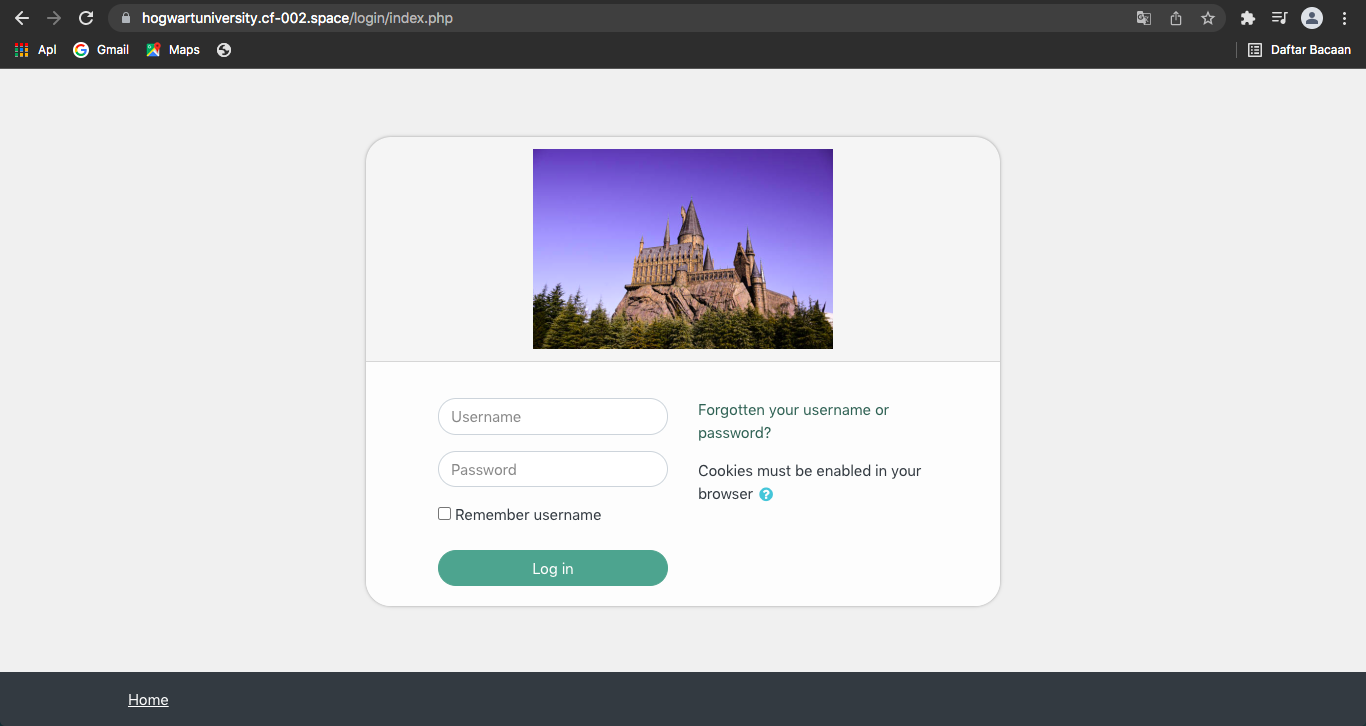 hogwartuniversity.cf-002.space/login/index.php
Apl Gmail Maps Daftar Bacaan
Username
Password
Remember username
Log in
Forgotten your username or
password?
Cookies must be enabled in your
browser ?
Home